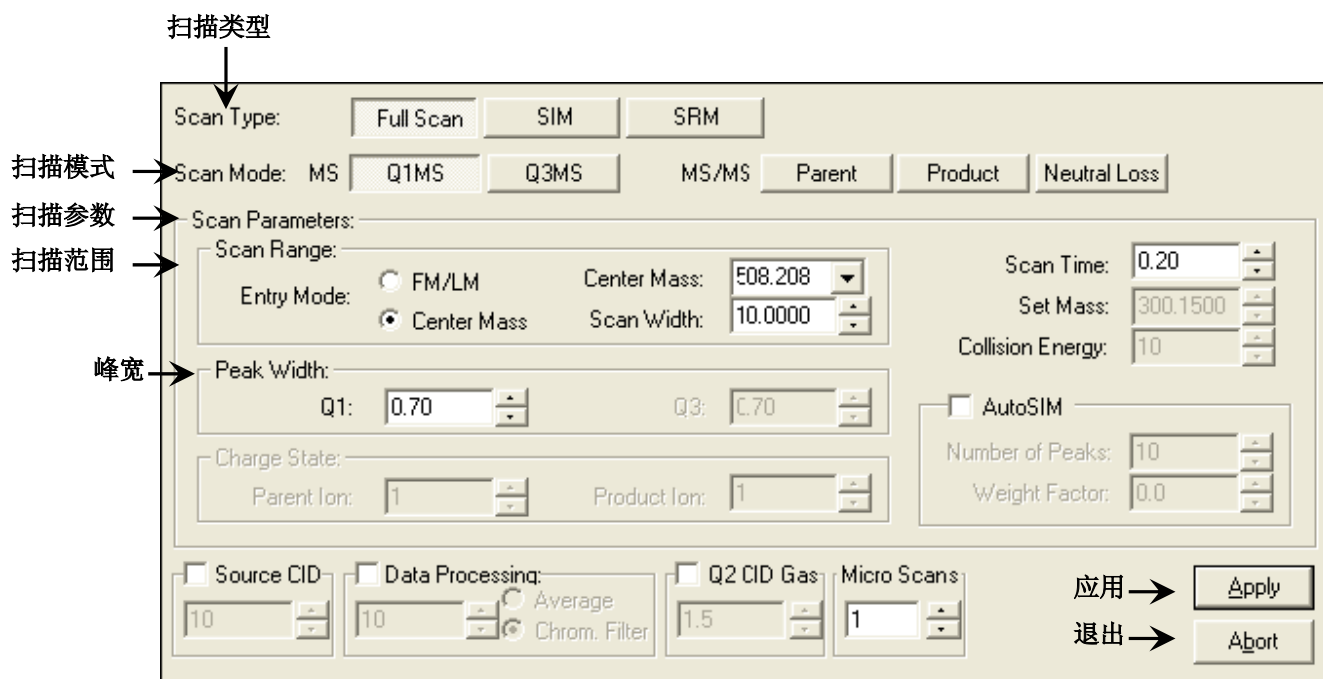 扫描类型
Scan Type: Full Scan SIM SRM
扫描模式 Scan Mode: MS Q1MS Q3MS MS/MS Parent Product Neutral Loss
扫描参数 Scan Parameters:
扫描范围 Scan Range:
Entry Mode: FM/LM Center Mass: 508.208 Scan Time: 0.20
Center Mass Scan Width: 10.0000 Set Mass: 300.1500
Collision Energy: 10
峰宽 Peak Width:
Q1: 0.70 Q3: 0.70
AutoSIM
Charge State: Number of Peaks: 10
Parent Ion: 1 Product Ion: 1 Weight Factor: 0.0
Source CID Data Processing: Q2 CID Gas Micro Scans
10 10 Average Chrom. Filter 1.5 1
应用 Apply
退出 Abort